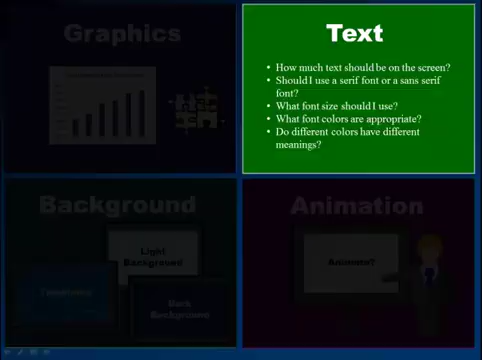 Graphics
Text
• How much text should be on the screen?
• Should I use a serif font or a sans serif
font?
• What font size should I use?
• What font colors are appropriate?
• Do different colors have different
meanings?
Background
Light
Background
Background
Animation
Animate?